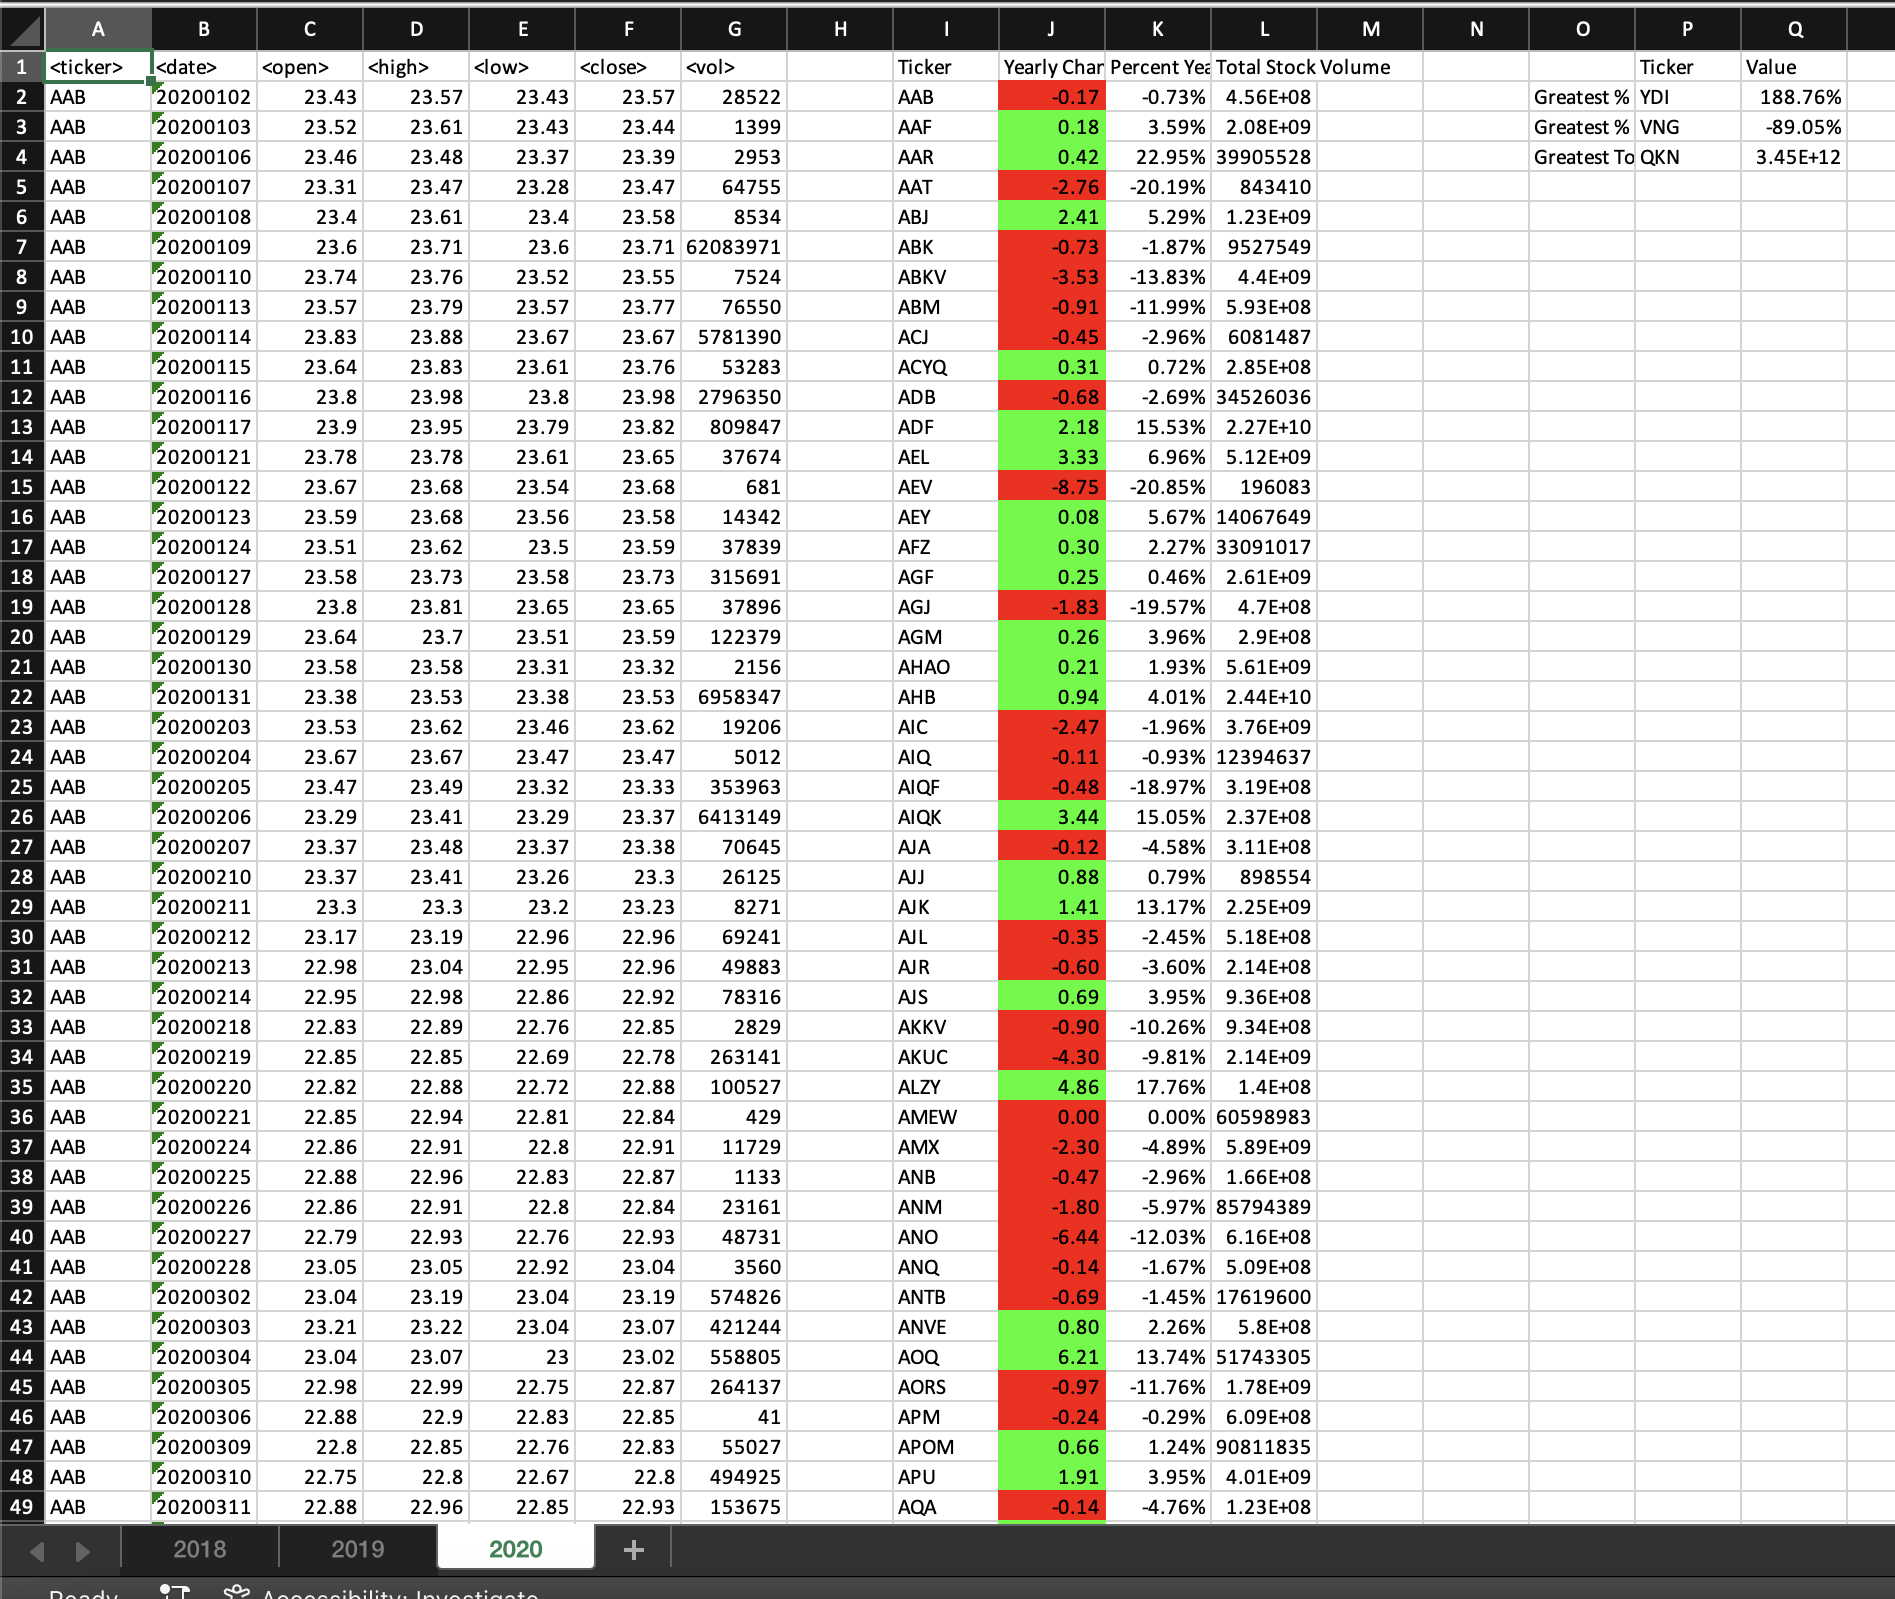 A B C D E F G H I J K L M N O P Q
1 <ticker> <date> <open> <high> <low> <close> <vol> Ticker Yearly Char Percent Yea Total Stock Volume Ticker Value
2 AAB 20200102 23.43 23.57 23.43 23.57 28522 AAB -0.17 -0.73% 4.56E+08 Greatest % YDI 188.76%
3 AAB 20200103 23.52 23.61 23.43 23.44 1399 AAF 0.18 3.59% 2.08E+09 Greatest % VNG -89.05%
4 AAB 20200106 23.46 23.48 23.37 23.39 2953 AAR 0.42 22.95% 39905528 Greatest To QKN 3.45E+12
5 AAB 20200107 23.31 23.47 23.28 23.47 64755 AAT -2.76 -20.19% 843410
6 AAB 20200108 23.4 23.61 23.4 23.58 8534 ABJ 2.41 5.29% 1.23E+09
7 AAB 20200109 23.6 23.71 23.6 23.71 62083971 ABK -0.73 -1.87% 9527549
8 AAB 20200110 23.74 23.76 23.52 23.55 7524 ABKV -3.53 -13.83% 4.4E+09
9 AAB 20200113 23.57 23.79 23.57 23.77 76550 ABM -0.91 -11.99% 5.93E+08
10 AAB 20200114 23.83 23.88 23.67 23.67 5781390 ACJ -0.45 -2.96% 6081487
11 AAB 20200115 23.64 23.83 23.61 23.76 53283 ACYQ 0.31 0.72% 2.85E+08
12 AAB 20200116 23.8 23.98 23.8 23.98 2796350 ADB -0.68 -2.69% 34526036
13 AAB 20200117 23.9 23.95 23.79 23.82 809847 ADF 2.18 15.53% 2.27E+10
14 AAB 20200121 23.78 23.78 23.61 23.65 37674 AEL 3.33 6.96% 5.12E+09
15 AAB 20200122 23.67 23.68 23.54 23.68 681 AEV -8.75 -20.85% 196083
16 AAB 20200123 23.59 23.68 23.56 23.58 14342 AEY 0.08 5.67% 14067649
17 AAB 20200124 23.51 23.62 23.5 23.59 37839 AFZ 0.30 2.27% 33091017
18 AAB 20200127 23.58 23.73 23.58 23.73 315691 AGF 0.25 0.46% 2.61E+09
19 AAB 20200128 23.8 23.81 23.65 23.65 37896 AGJ -1.83 -19.57% 4.7E+08
20 AAB 20200129 23.64 23.7 23.51 23.59 122379 AGM 0.26 3.96% 2.9E+08
21 AAB 20200130 23.58 23.58 23.31 23.32 2156 AHAO 0.21 1.93% 5.61E+09
22 AAB 20200131 23.38 23.53 23.38 23.53 6958347 AHB 0.94 4.01% 2.44E+10
23 AAB 20200203 23.53 23.62 23.46 23.62 19206 AIC -2.47 -1.96% 3.76E+09
24 AAB 20200204 23.67 23.67 23.47 23.47 5012 AIQ -0.11 -0.93% 12394637
25 AAB 20200205 23.47 23.49 23.32 23.33 353963 AIQF -0.48 -18.97% 3.19E+08
26 AAB 20200206 23.29 23.41 23.29 23.37 6413149 AIQK 3.44 15.05% 2.37E+08
27 AAB 20200207 23.37 23.48 23.37 23.38 70645 AJA -0.12 -4.58% 3.11E+08
28 AAB 20200210 23.37 23.41 23.26 23.3 26125 AJJ 0.88 0.79% 898554
29 AAB 20200211 23.3 23.3 23.2 23.23 8271 AJK 1.41 13.17% 2.25E+09
30 AAB 20200212 23.17 23.19 22.96 22.96 69241 AJL -0.35 -2.45% 5.18E+08
31 AAB 20200213 22.98 23.04 22.95 22.96 49883 AJR -0.60 -3.60% 2.14E+08
32 AAB 20200214 22.95 22.98 22.86 22.92 78316 AJS 0.69 3.95% 9.36E+08
33 AAB 20200218 22.83 22.89 22.76 22.85 2829 AKKV -0.90 -10.26% 9.34E+08
34 AAB 20200219 22.85 22.85 22.69 22.78 263141 AKUC -4.30 -9.81% 2.14E+09
35 AAB 20200220 22.82 22.88 22.72 22.88 100527 ALZY 4.86 17.76% 1.4E+08
36 AAB 20200221 22.85 22.94 22.81 22.84 429 AMEW 0.00 0.00% 60598983
37 AAB 20200224 22.86 22.91 22.8 22.91 11729 AMX -2.30 -4.89% 5.89E+09
38 AAB 20200225 22.88 22.96 22.83 22.87 1133 ANB -0.47 -2.96% 1.66E+08
39 AAB 20200226 22.86 22.91 22.8 22.84 23161 ANM -1.80 -5.97% 85794389
40 AAB 20200227 22.79 22.93 22.76 22.93 48731 ANO -6.44 -12.03% 6.16E+08
41 AAB 20200228 23.05 23.05 22.92 23.04 3560 ANQ -0.14 -1.67% 5.09E+08
42 AAB 20200302 23.04 23.19 23.04 23.19 574826 ANTB -0.69 -1.45% 17619600
43 AAB 20200303 23.21 23.22 23.04 23.07 421244 ANVE 0.80 2.26% 5.8E+08
44 AAB 20200304 23.04 23.07 23 23.02 558805 AOQ 6.21 13.74% 51743305
45 AAB 20200305 22.98 22.99 22.75 22.87 264137 AORS -0.97 -11.76% 1.78E+09
46 AAB 20200306 22.88 22.9 22.83 22.85 41 APM -0.24 -0.29% 6.09E+08
47 AAB 20200309 22.8 22.85 22.76 22.83 55027 APOM 0.66 1.24% 90811835
48 AAB 20200310 22.75 22.8 22.67 22.8 494925 APU 1.91 3.95% 4.01E+09
49 AAB 20200311 22.88 22.96 22.85 22.93 153675 AQA -0.14 -4.76% 1.23E+08
2018 2019 2020 +
Ready Accessibility: Investigate